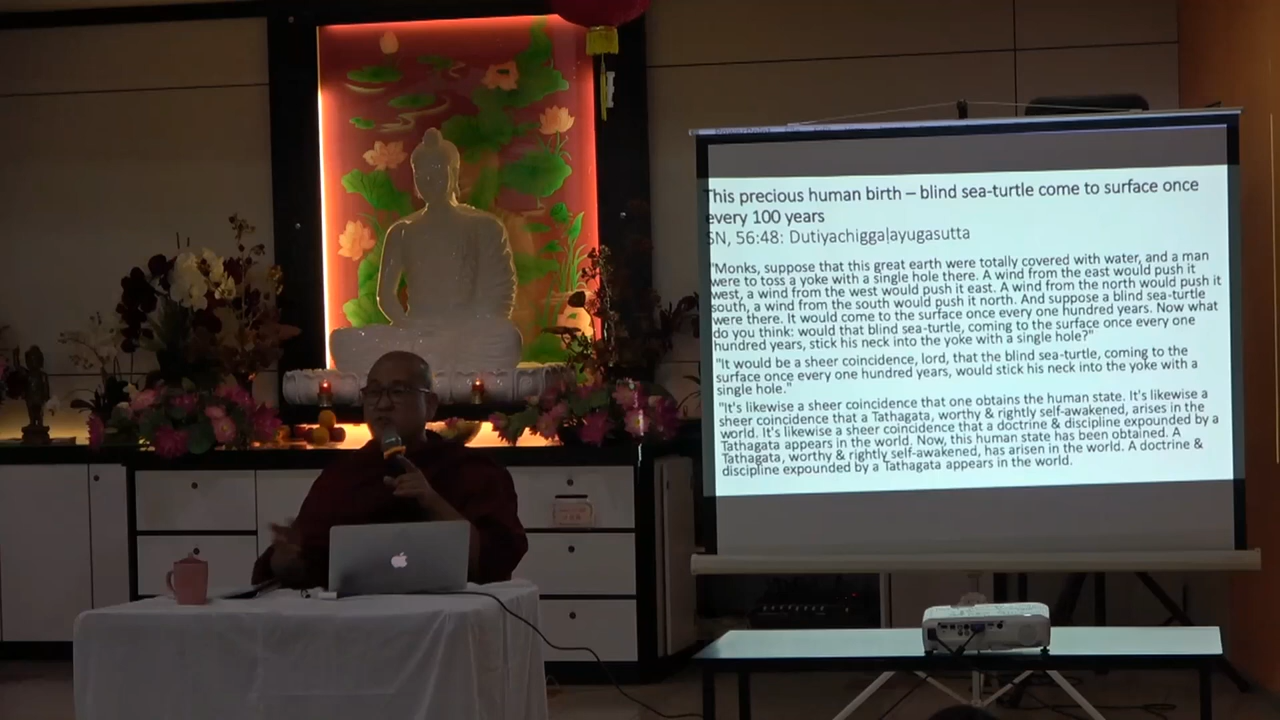 This precious human birth – blind sea-turtle come to surface once
every 100 years
SN, 56:48: Dutiyachiggaḷayugasutta
"Monks, suppose that this great earth were totally covered with water, and a man
were to toss a yoke with a single hole there. A wind from the east would push it
west, a wind from the west would push it east. A wind from the north would push it
south, a wind from the south would push it north. And suppose a blind sea-turtle
were there. It would come to the surface once every one hundred years. Now what
do you think: would that blind sea-turtle, coming to the surface once every one
hundred years, stick his neck into the yoke with a single hole?"
"It would be a sheer coincidence, lord, that the blind sea-turtle, coming to the
surface once every one hundred years, would stick his neck into the yoke with a
single hole."
"It's likewise a sheer coincidence that one obtains the human state. It's likewise a
sheer coincidence that a Tathagata, worthy & rightly self-awakened, arises in the
world. It's likewise a sheer coincidence that a doctrine & discipline expounded by a
Tathagata appears in the world. Now, this human state has been obtained. A
Tathagata, worthy & rightly self-awakened, has arisen in the world. A doctrine &
discipline expounded by a Tathagata appears in the world.